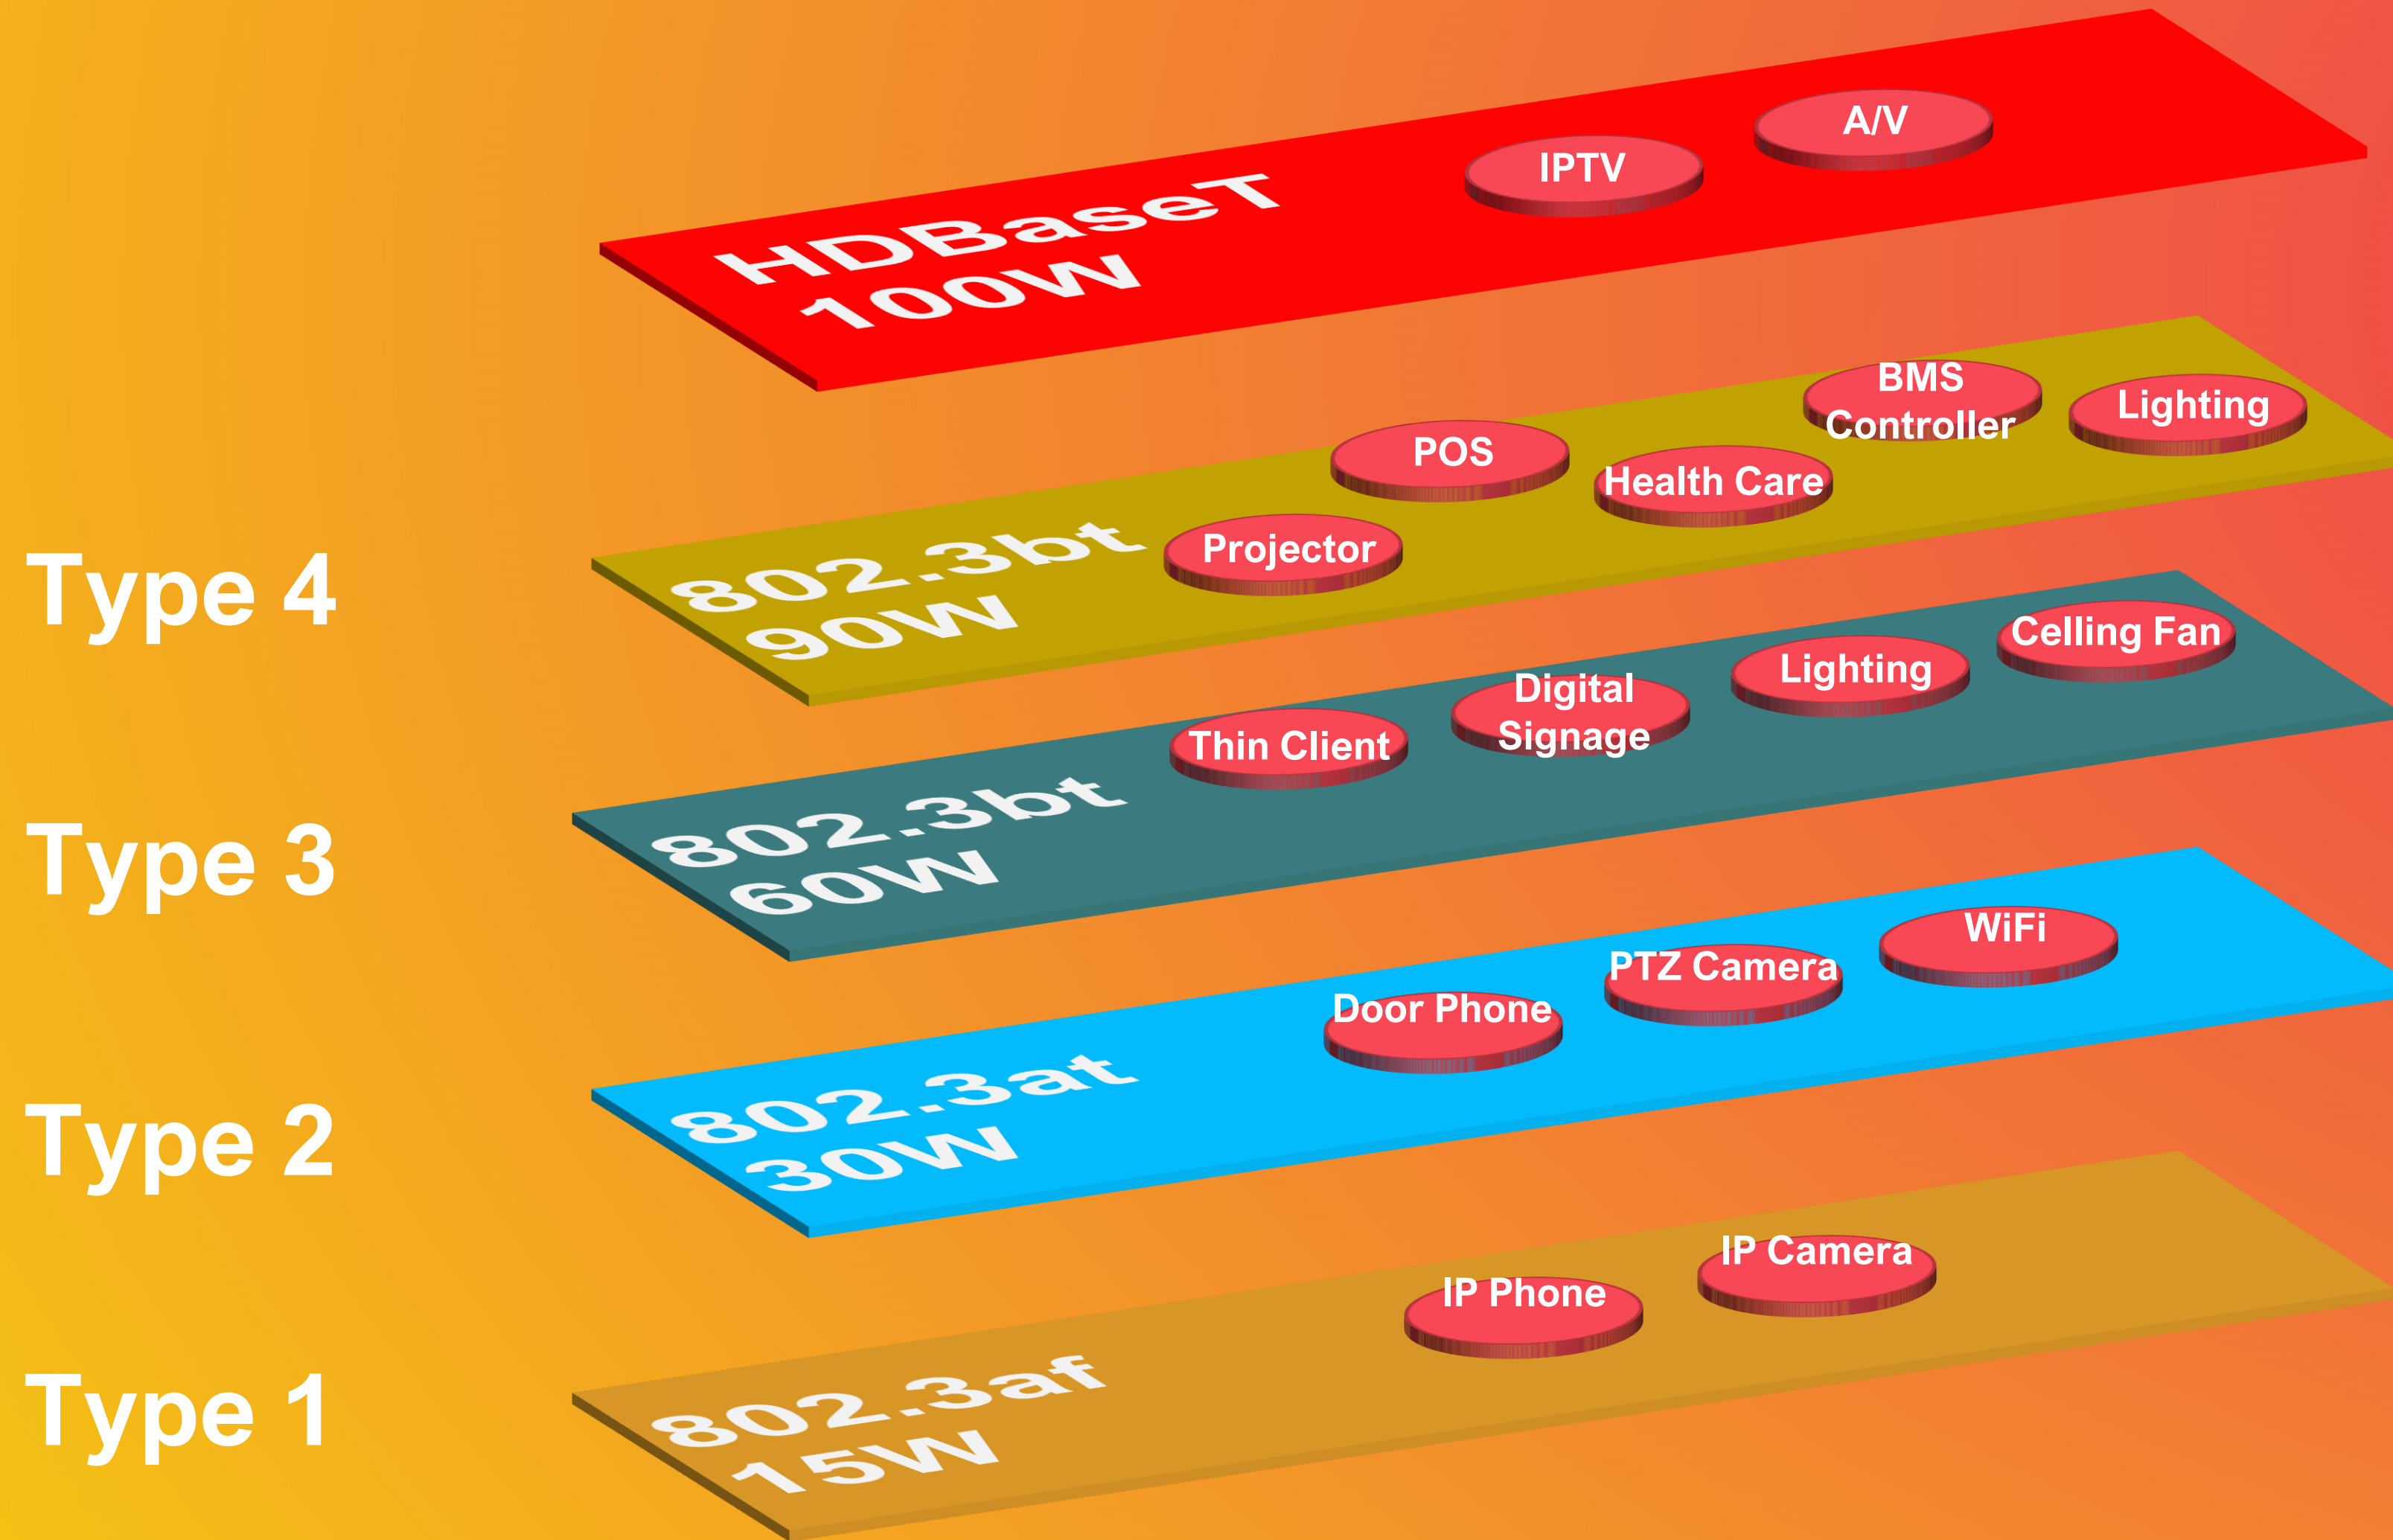 HDBaseT
100W
IPTV
A/V
Type 4
802.3bt
90W
Projector
POS
Health Care
BMS
Controller
Lighting
Type 3
802.3bt
60W
Thin Client
Digital
Signage
Lighting
Celling Fan
Type 2
802.3at
30W
Door Phone
PTZ Camera
WiFi
Type 1
802.3af
15W
IP Phone
IP Camera